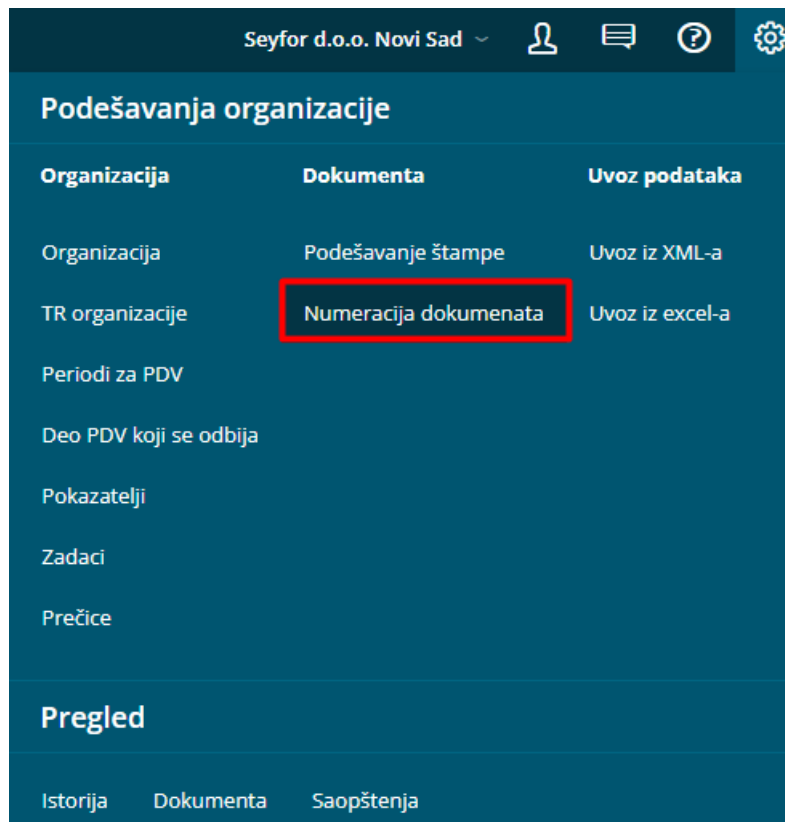 Seyfor d.o.o. Novi Sad
Podešavanja organizacije
Organizacija Dokumenta Uvoz podataka
Organizacija Podešavanje štampe Uvoz iz XML-a
TR organizacije Numeracija dokumenata Uvoz iz excel-a
Periodi za PDV
Deo PDV koji se odbija
Pokazatelji
Zadaci
Prečice
Pregled
Istorija Dokumenta Saopštenja